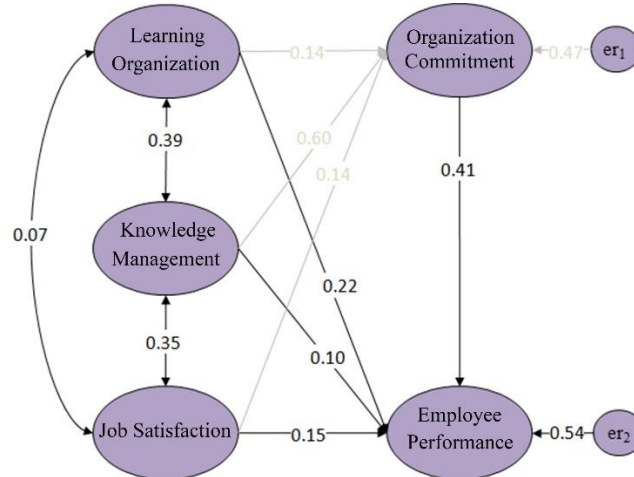 Learning
Organization
Organization
Commitment
er1
0.14
0.47
0.39
0.60
0.14
0.41
0.07
Knowledge
Management
0.22
0.35
0.10
Job Satisfaction
0.15
Employee
Performance
0.54
er2